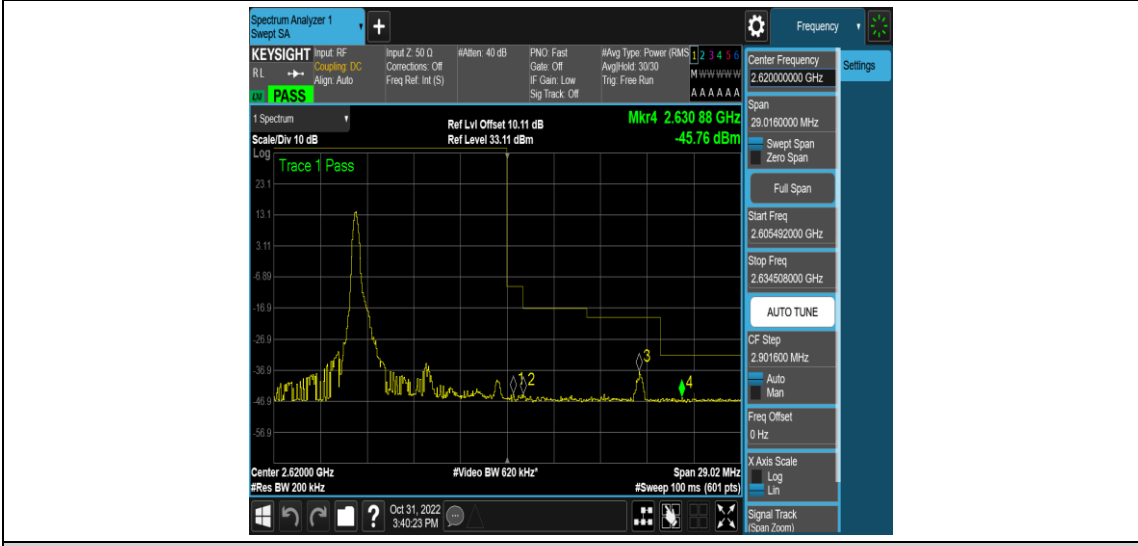 Spectrum Analyzer 1
Swept SA
+
Frequency
KEYSIGHT
RL
LXI
PASS
Input: RF
Coupling: DC
Align: Auto
Input Z: 50 Ω
Corrections: Off
Freq Ref: Int (S)
#Atten: 40 dB
PNO: Fast
Gate: Off
IF Gain: Low
Sig Track: Off
#Avg Type: Power (RMS
Avg|Hold: 30/30
Trig: Free Run
1 2 3 4 5 6
M W W W W W
A A A A A A
1 Spectrum
Scale/Div 10 dB
Ref Lvl Offset 10.11 dB
Ref Level 33.11 dBm
Mkr4 2.630 88 GHz
-45.76 dBm
Log
Trace 1 Pass
23.1
13.1
3.11
-6.89
-16.9
-26.9
-36.9
-46.9
-56.9
1
2
3
4
Center 2.62000 GHz
#Res BW 200 kHz
#Video BW 620 kHz*
Span 29.02 MHz
#Sweep 100 ms (601 pts)
Center Frequency
2.620000000 GHz
Settings
Span
29.0160000 MHz
Swept Span
Zero Span
Full Span
Start Freq
2.605492000 GHz
Stop Freq
2.634508000 GHz
AUTO TUNE
CF Step
2.901600 MHz
Auto
Man
Freq Offset
0 Hz
X Axis Scale
Log
Lin
Signal Track
(Span Zoom)
?
Oct 31, 2022
3:40:23 PM